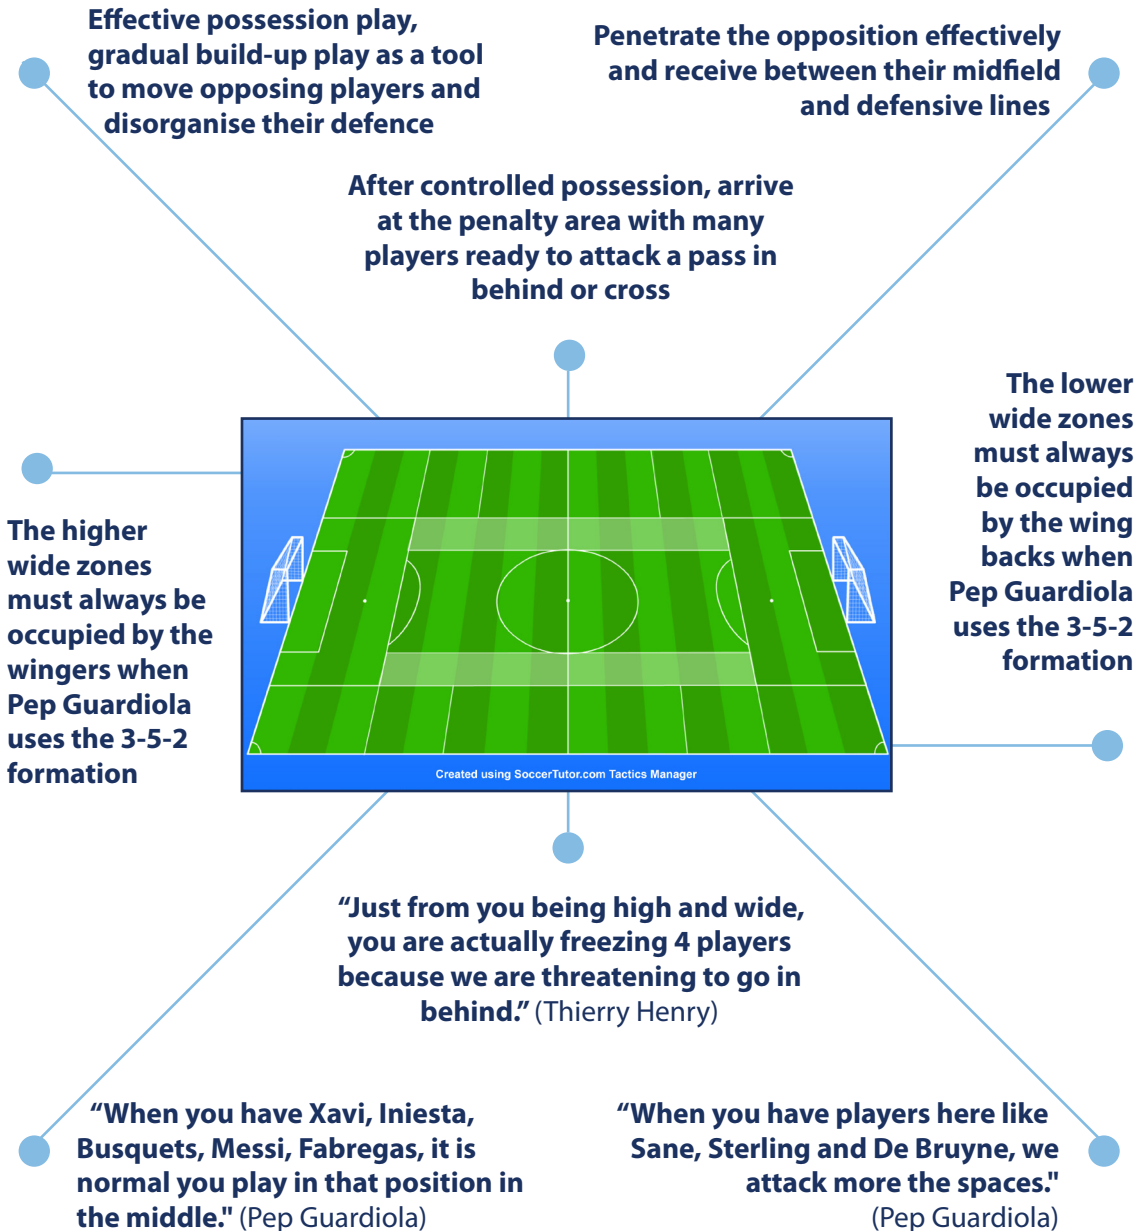 Effective possession play,
gradual build-up play as a tool
to move opposing players and
disorganise their defence
Penetrate the opposition effectively
and receive between their midfield
and defensive lines
After controlled possession, arrive
at the penalty area with many
players ready to attack a pass in
behind or cross
The higher
wide zones
must always be
occupied by the
wingers when
Pep Guardiola
uses the 3-5-2
formation
The lower
wide zones
must always
be occupied
by the wing
backs when
Pep Guardiola
uses the 3-5-2
formation
Created using SoccerTutor.com Tactics Manager
“Just from you being high and wide,
you are actually freezing 4 players
because we are threatening to go in
behind.” (Thierry Henry)
“When you have Xavi, Iniesta,
Busquets, Messi, Fabregas, it is
normal you play in that position in
the middle." (Pep Guardiola)
“When you have players here like
Sane, Sterling and De Bruyne, we
attack more the spaces."
(Pep Guardiola)